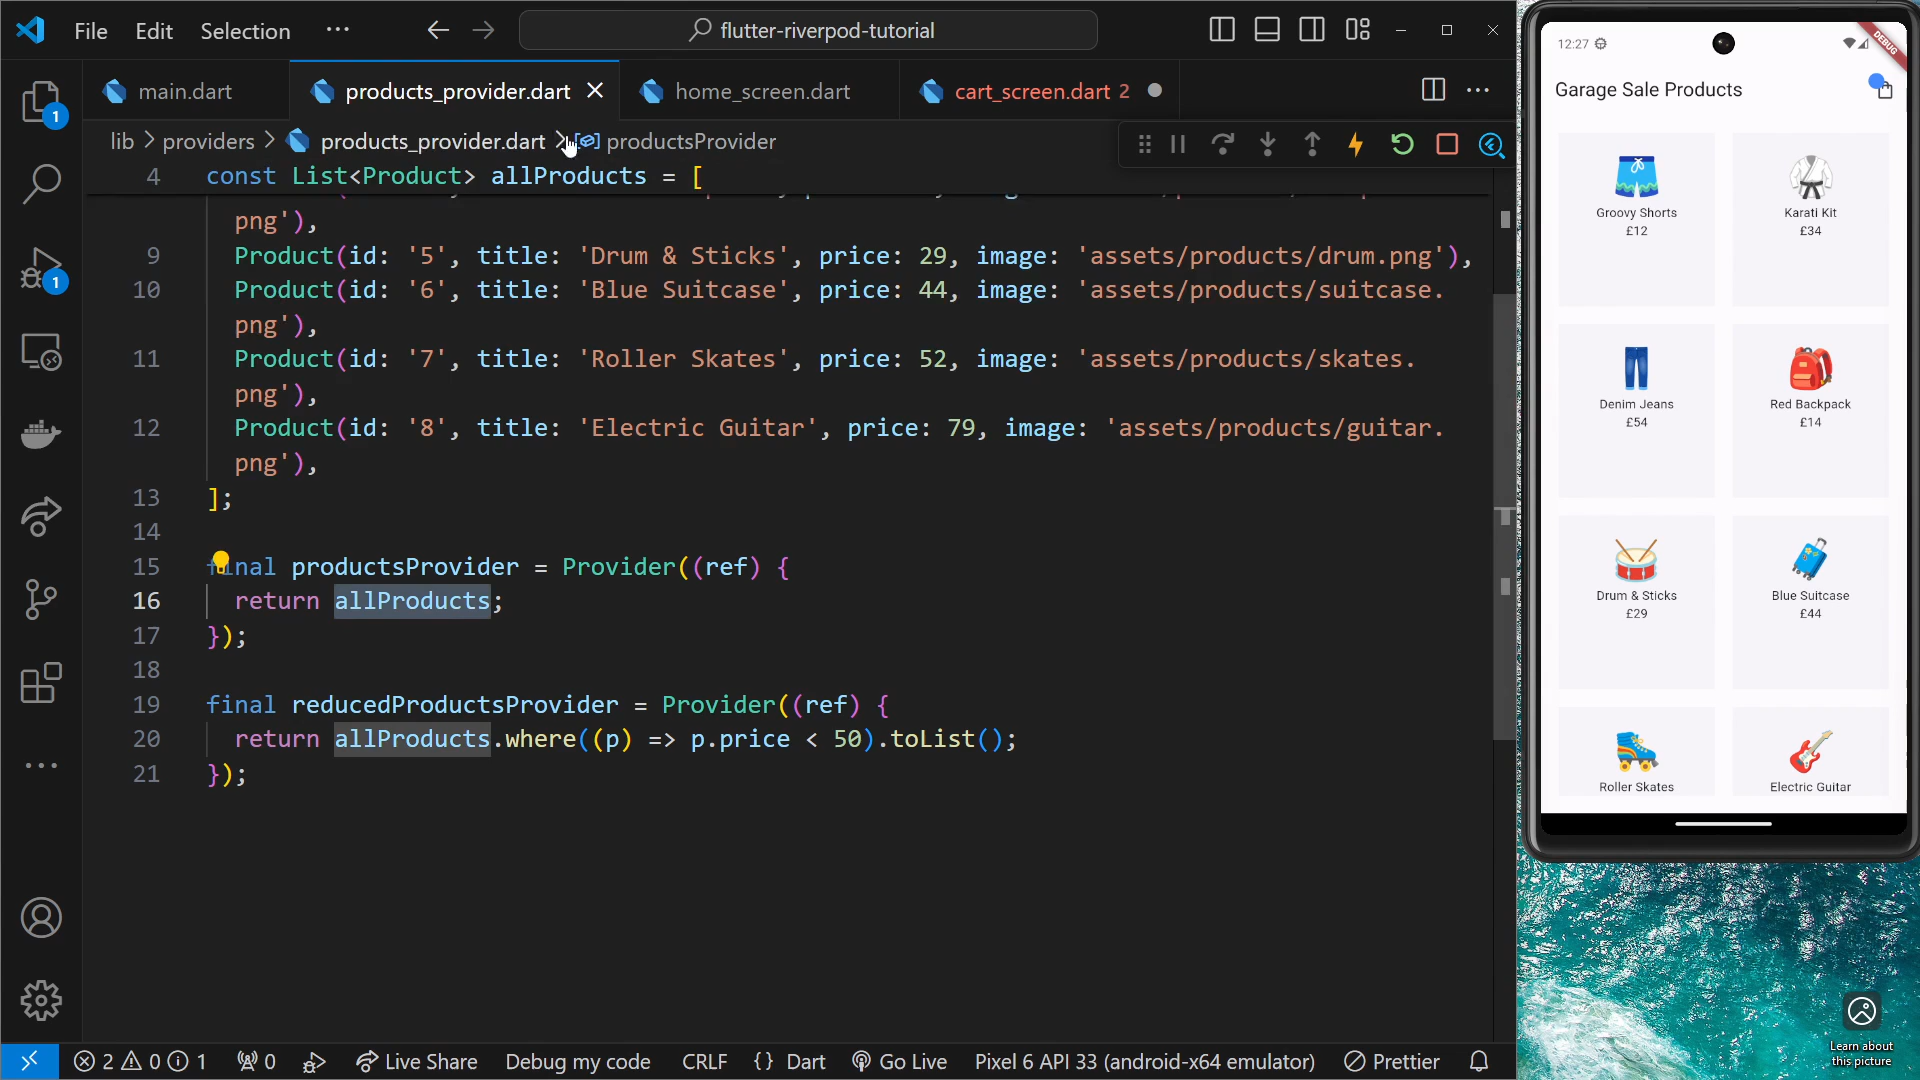 File Edit Selection ··· flutter-riverpod-tutorial
main.dart products_provider.dart home_screen.dart cart_screen.dart 2
lib > providers > products_provider.dart > productsProvider
4 const List<Product> allProducts = [
png'),
9 Product(id: '5', title: 'Drum & Sticks', price: 29, image: 'assets/products/drum.png'),
10 Product(id: '6', title: 'Blue Suitcase', price: 44, image: 'assets/products/suitcase.
png'),
11 Product(id: '7', title: 'Roller Skates', price: 52, image: 'assets/products/skates.
png'),
12 Product(id: '8', title: 'Electric Guitar', price: 79, image: 'assets/products/guitar.
png'),
13 ];
14
15 final productsProvider = Provider((ref) {
16 return allProducts;
17 });
18
19 final reducedProductsProvider = Provider((ref) {
20 return allProducts.where((p) => p.price < 50).toList();
21 });
1
1
2 0 1 0 Live Share Debug my code CRLF {} Dart Go Live Pixel 6 API 33 (android-x64 emulator) Prettier
12:27
DEBUG
Garage Sale Products
Groovy Shorts
£12
Karati Kit
£34
Denim Jeans
£54
Red Backpack
£14
Drum & Sticks
£29
Blue Suitcase
£44
Roller Skates
Electric Guitar
Learn about
this picture